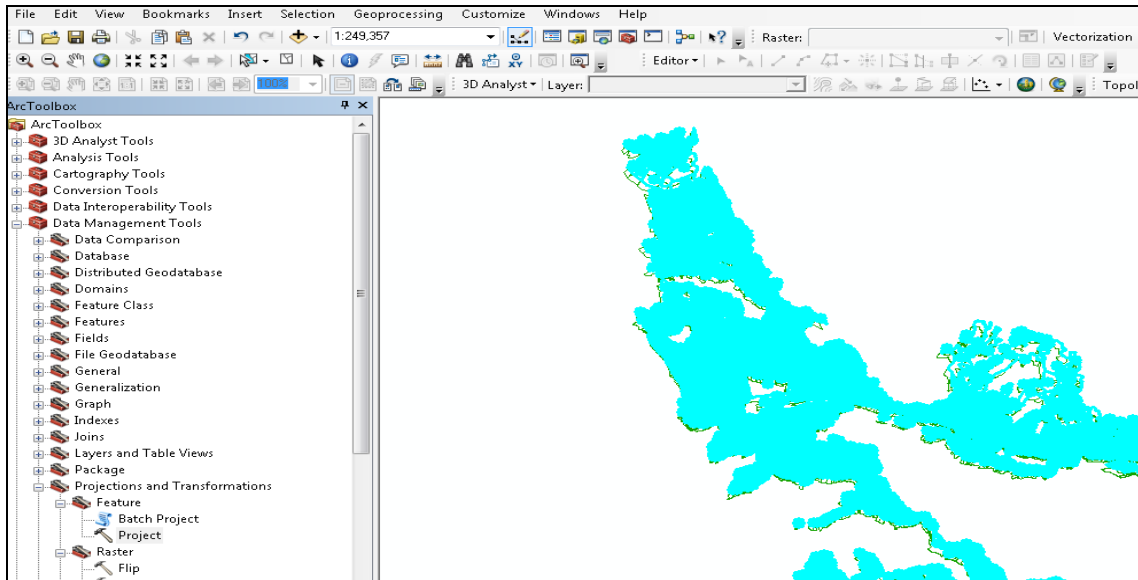 File Edit View Bookmarks Insert Selection Geoprocessing Customize Windows Help
1:249,357 Raster: Vectorization
Editor
100% 3D Analyst Layer: Topol
ArcToolbox
ArcToolbox
3D Analyst Tools
Analysis Tools
Cartography Tools
Conversion Tools
Data Interoperability Tools
Data Management Tools
Data Comparison
Database
Distributed Geodatabase
Domains
Feature Class
Features
Fields
File Geodatabase
General
Generalization
Graph
Indexes
Joins
Layers and Table Views
Package
Projections and Transformations
Feature
Batch Project
Project
Raster
Flip